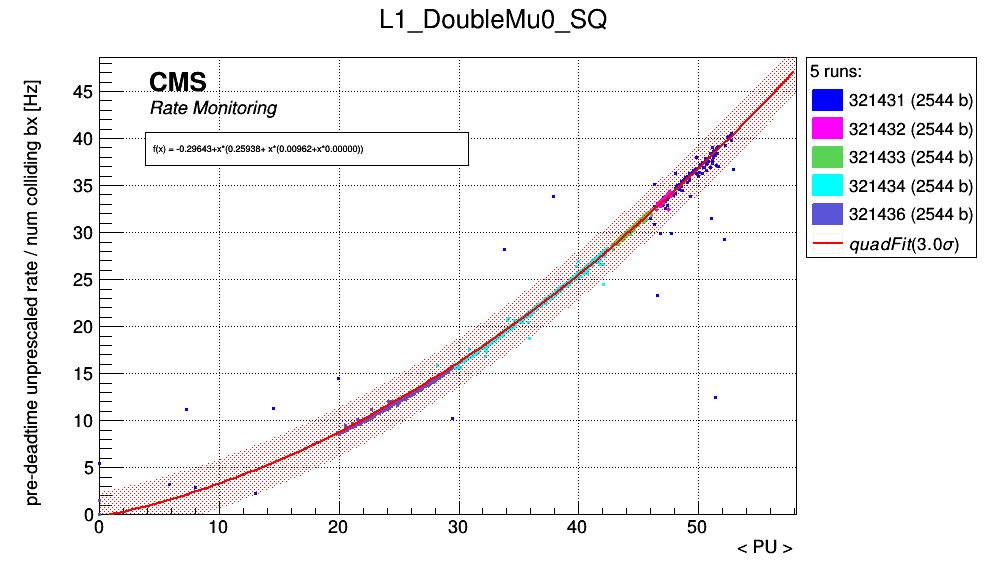 L1_DoubleMu0_SQ
pre-deadtime unprescaled rate / num colliding bx [Hz]
CMS
Rate Monitoring
f(x) = -0.29643+x*(0.25938+ x*(0.00962+x*0.00000))
45
40
35
30
25
20
15
10
5
0
0 10 20 30 40 50
< PU >
5 runs:
321431 (2544 b)
321432 (2544 b)
321433 (2544 b)
321434 (2544 b)
321436 (2544 b)
quadFit(3.0σ)